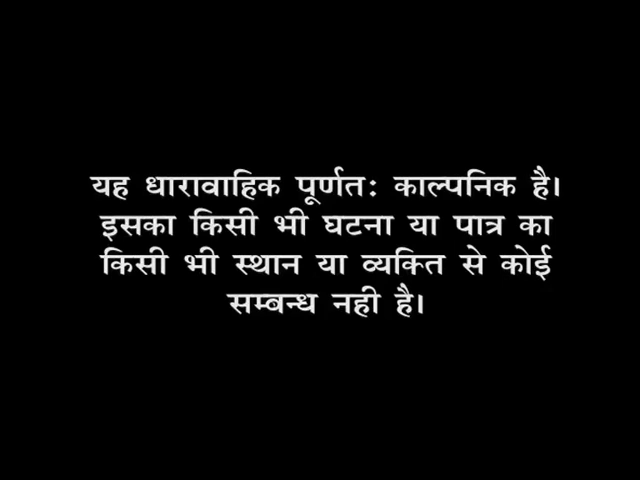 यह धारावाहिक पूर्णतः काल्पनिक है।
इसका किसी भी घटना या पात्र का
किसी भी स्थान या व्यक्ति से कोई
सम्बन्ध नही है।